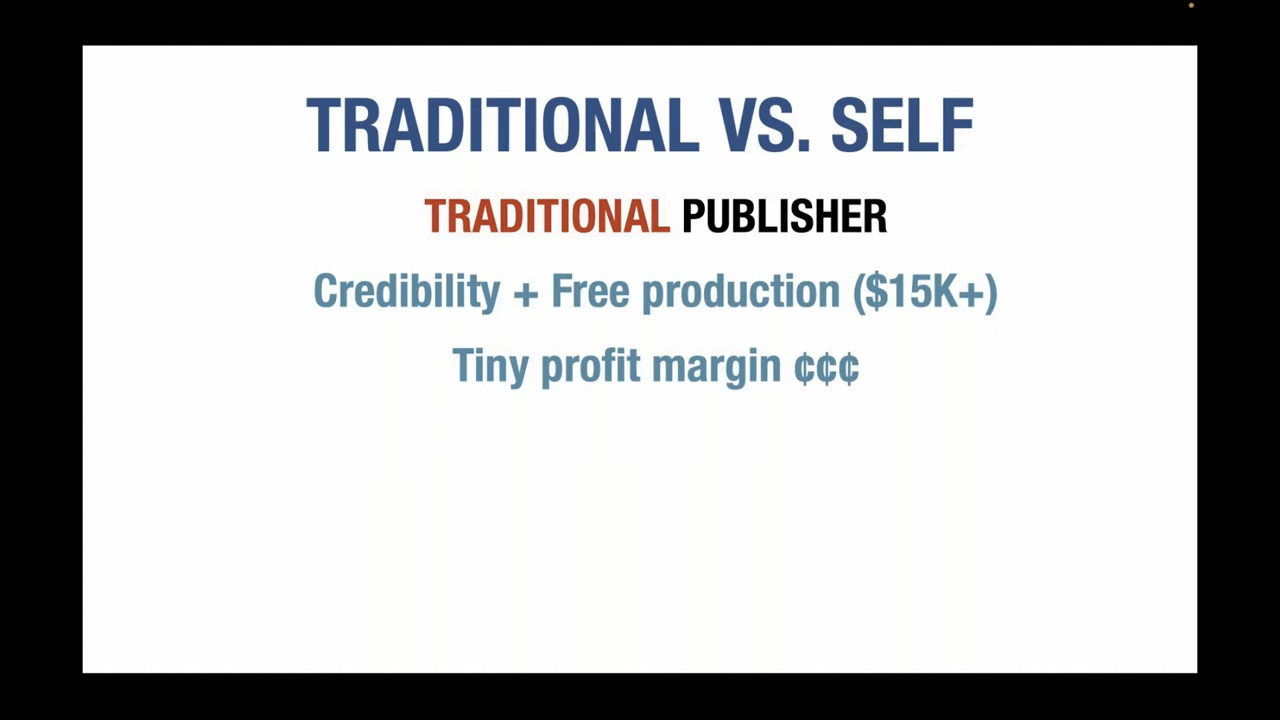 TRADITIONAL VS. SELF
TRADITIONAL PUBLISHER
Credibility + Free production ($15K+)
Tiny profit margin ¢¢¢